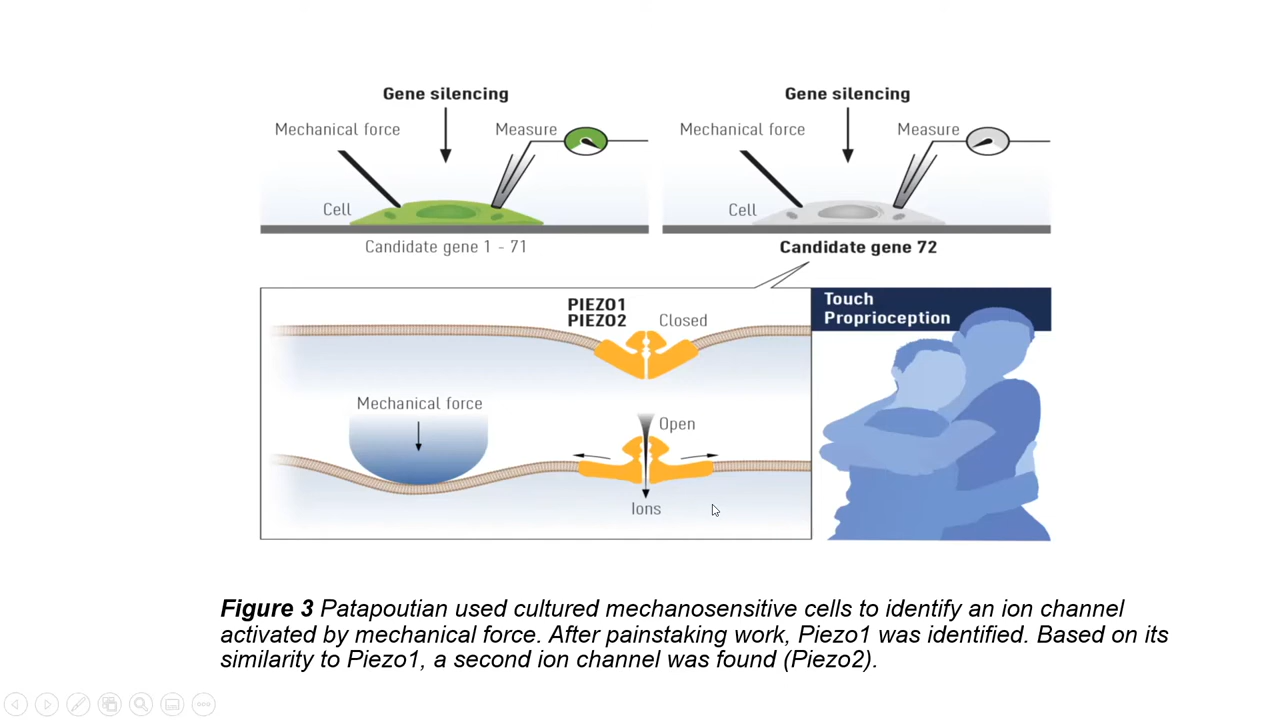 Gene silencing
Mechanical force
Measure
Cell
Candidate gene 1 - 71
Gene silencing
Mechanical force
Measure
Cell
Candidate gene 72
PIEZO1
PIEZO2
Closed
Mechanical force
Open
Ions
Touch
Proprioception
Figure 3 Patapoutian used cultured mechanosensitive cells to identify an ion channel
activated by mechanical force. After painstaking work, Piezo1 was identified. Based on its
similarity to Piezo1, a second ion channel was found (Piezo2).